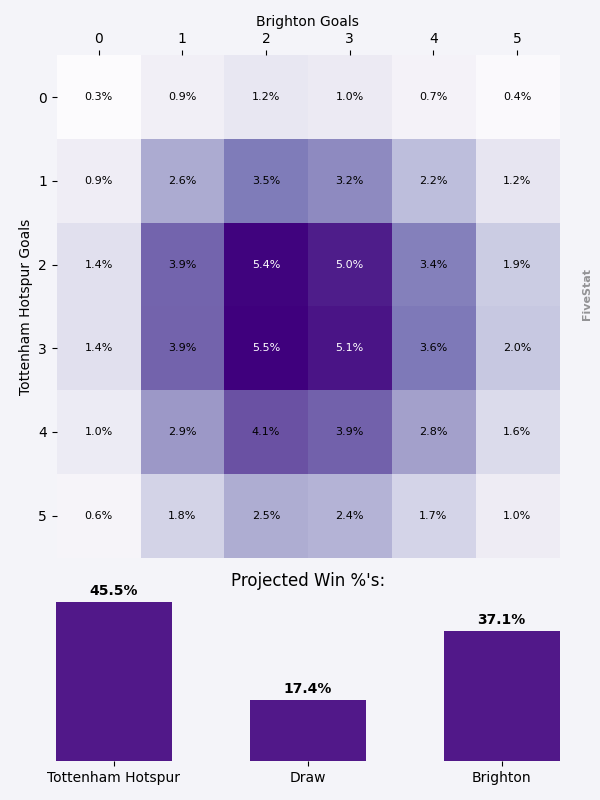 Brighton Goals
0 1 2 3 4 5
0 0.3% 0.9% 1.2% 1.0% 0.7% 0.4%
1 0.9% 2.6% 3.5% 3.2% 2.2% 1.2%
2 1.4% 3.9% 5.4% 5.0% 3.4% 1.9%
3 1.4% 3.9% 5.5% 5.1% 3.6% 2.0%
4 1.0% 2.9% 4.1% 3.9% 2.8% 1.6%
5 0.6% 1.8% 2.5% 2.4% 1.7% 1.0%
Tottenham Hotspur Goals
FiveStat
Projected Win %'s:
45.5% 17.4% 37.1%
Tottenham Hotspur Draw Brighton